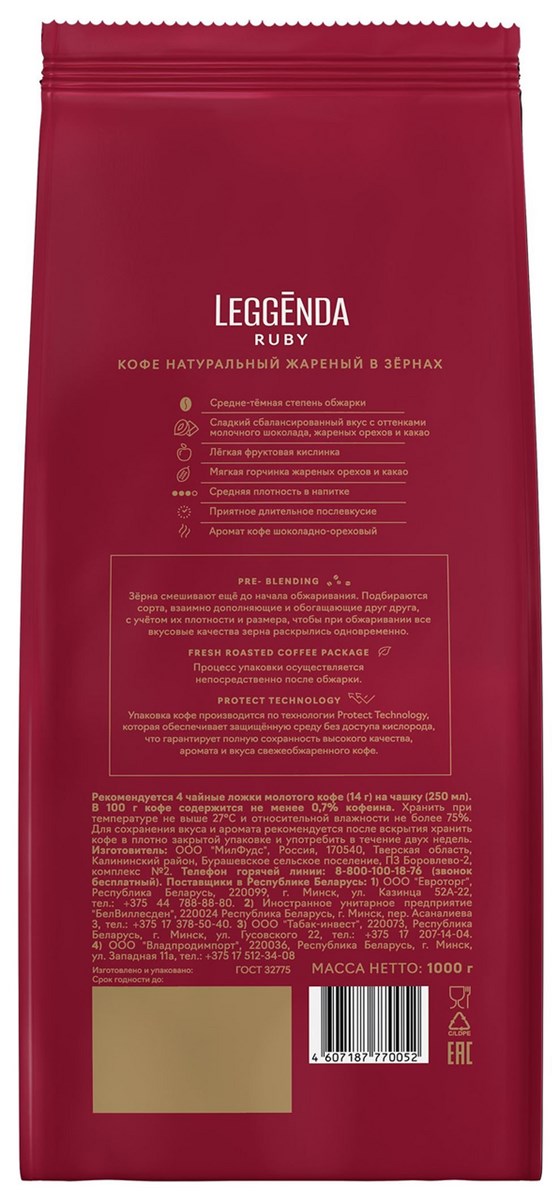 LEGGĒNDA
RUBY
КОФЕ НАТУРАЛЬНЫЙ ЖАРЕНЫЙ В ЗЁРНАХ
Средне-тёмная степень обжарки
Сладкий сбалансированный вкус с оттенками
молочного шоколада, жареных орехов и какао
Лёгкая фруктовая кислинка
Мягкая горчинка жареных орехов и какао
Средняя плотность в напитке
Приятное длительное послевкусие
Аромат кофе шоколадно-ореховый
PRE- BLENDING
Зёрна смешивают ещё до начала обжаривания. Подбираются
сорта, взаимно дополняющие и обогащающие друг друга,
с учётом их плотности и размера, чтобы при обжаривании все
вкусовые качества зерна раскрылись одновременно.
FRESH ROASTED COFFEE PACKAGE
Процесс упаковки осуществляется
непосредственно после обжарки.
PROTECT TECHNOLOGY
Упаковка кофе производится по технологии Protect Technology,
которая обеспечивает защищённую среду без доступа кислорода,
что гарантирует полную сохранность высокого качества,
аромата и вкуса свежеобжаренного кофе.
Рекомендуется 4 чайные ложки молотого кофе (14 г) на чашку (250 мл).
В 100 г кофе содержится не менее 0,7% кофеина. Хранить при
температуре не выше 27°С и относительной влажности не более 75%.
Для сохранения вкуса и аромата рекомендуется после вскрытия хранить
кофе в плотно закрытой упаковке и употребить в течение двух недель.
Изготовитель: ООО "МилФудс", Россия, 170540, Тверская область,
Калининский район, Бурашевское сельское поселение, ПЗ Боровлево-2,
комплекс №2. Телефон горячей линии: 8-800-100-18-76 (звонок
бесплатный). Поставщики в Республике Беларусь: 1) ООО "Евроторг",
Республика Беларусь, 220099, г. Минск, ул. Казинца 52А-22,
тел.: +375 44 788-88-80. 2) Иностранное унитарное предприятие
"БелВиллесден", 220024 Республика Беларусь, г. Минск, пер. Асаналиева
3, тел.: +375 17 378-50-40. 3) ООО "Табак-инвест", 220073, Республика
Беларусь, г. Минск, ул. Гусовского 22, тел.: +375 17 207-14-04.
4) ООО "Владпродимпорт", 220036, Республика Беларусь, г. Минск,
ул. Западная 11а, тел.: +375 17 512-34-08
Изготовлено и упаковано:
ГОСТ 32775
МАССА НЕТТО: 1000 г
Срок годности до:
4 607187 770052
C/LDPE
EAC